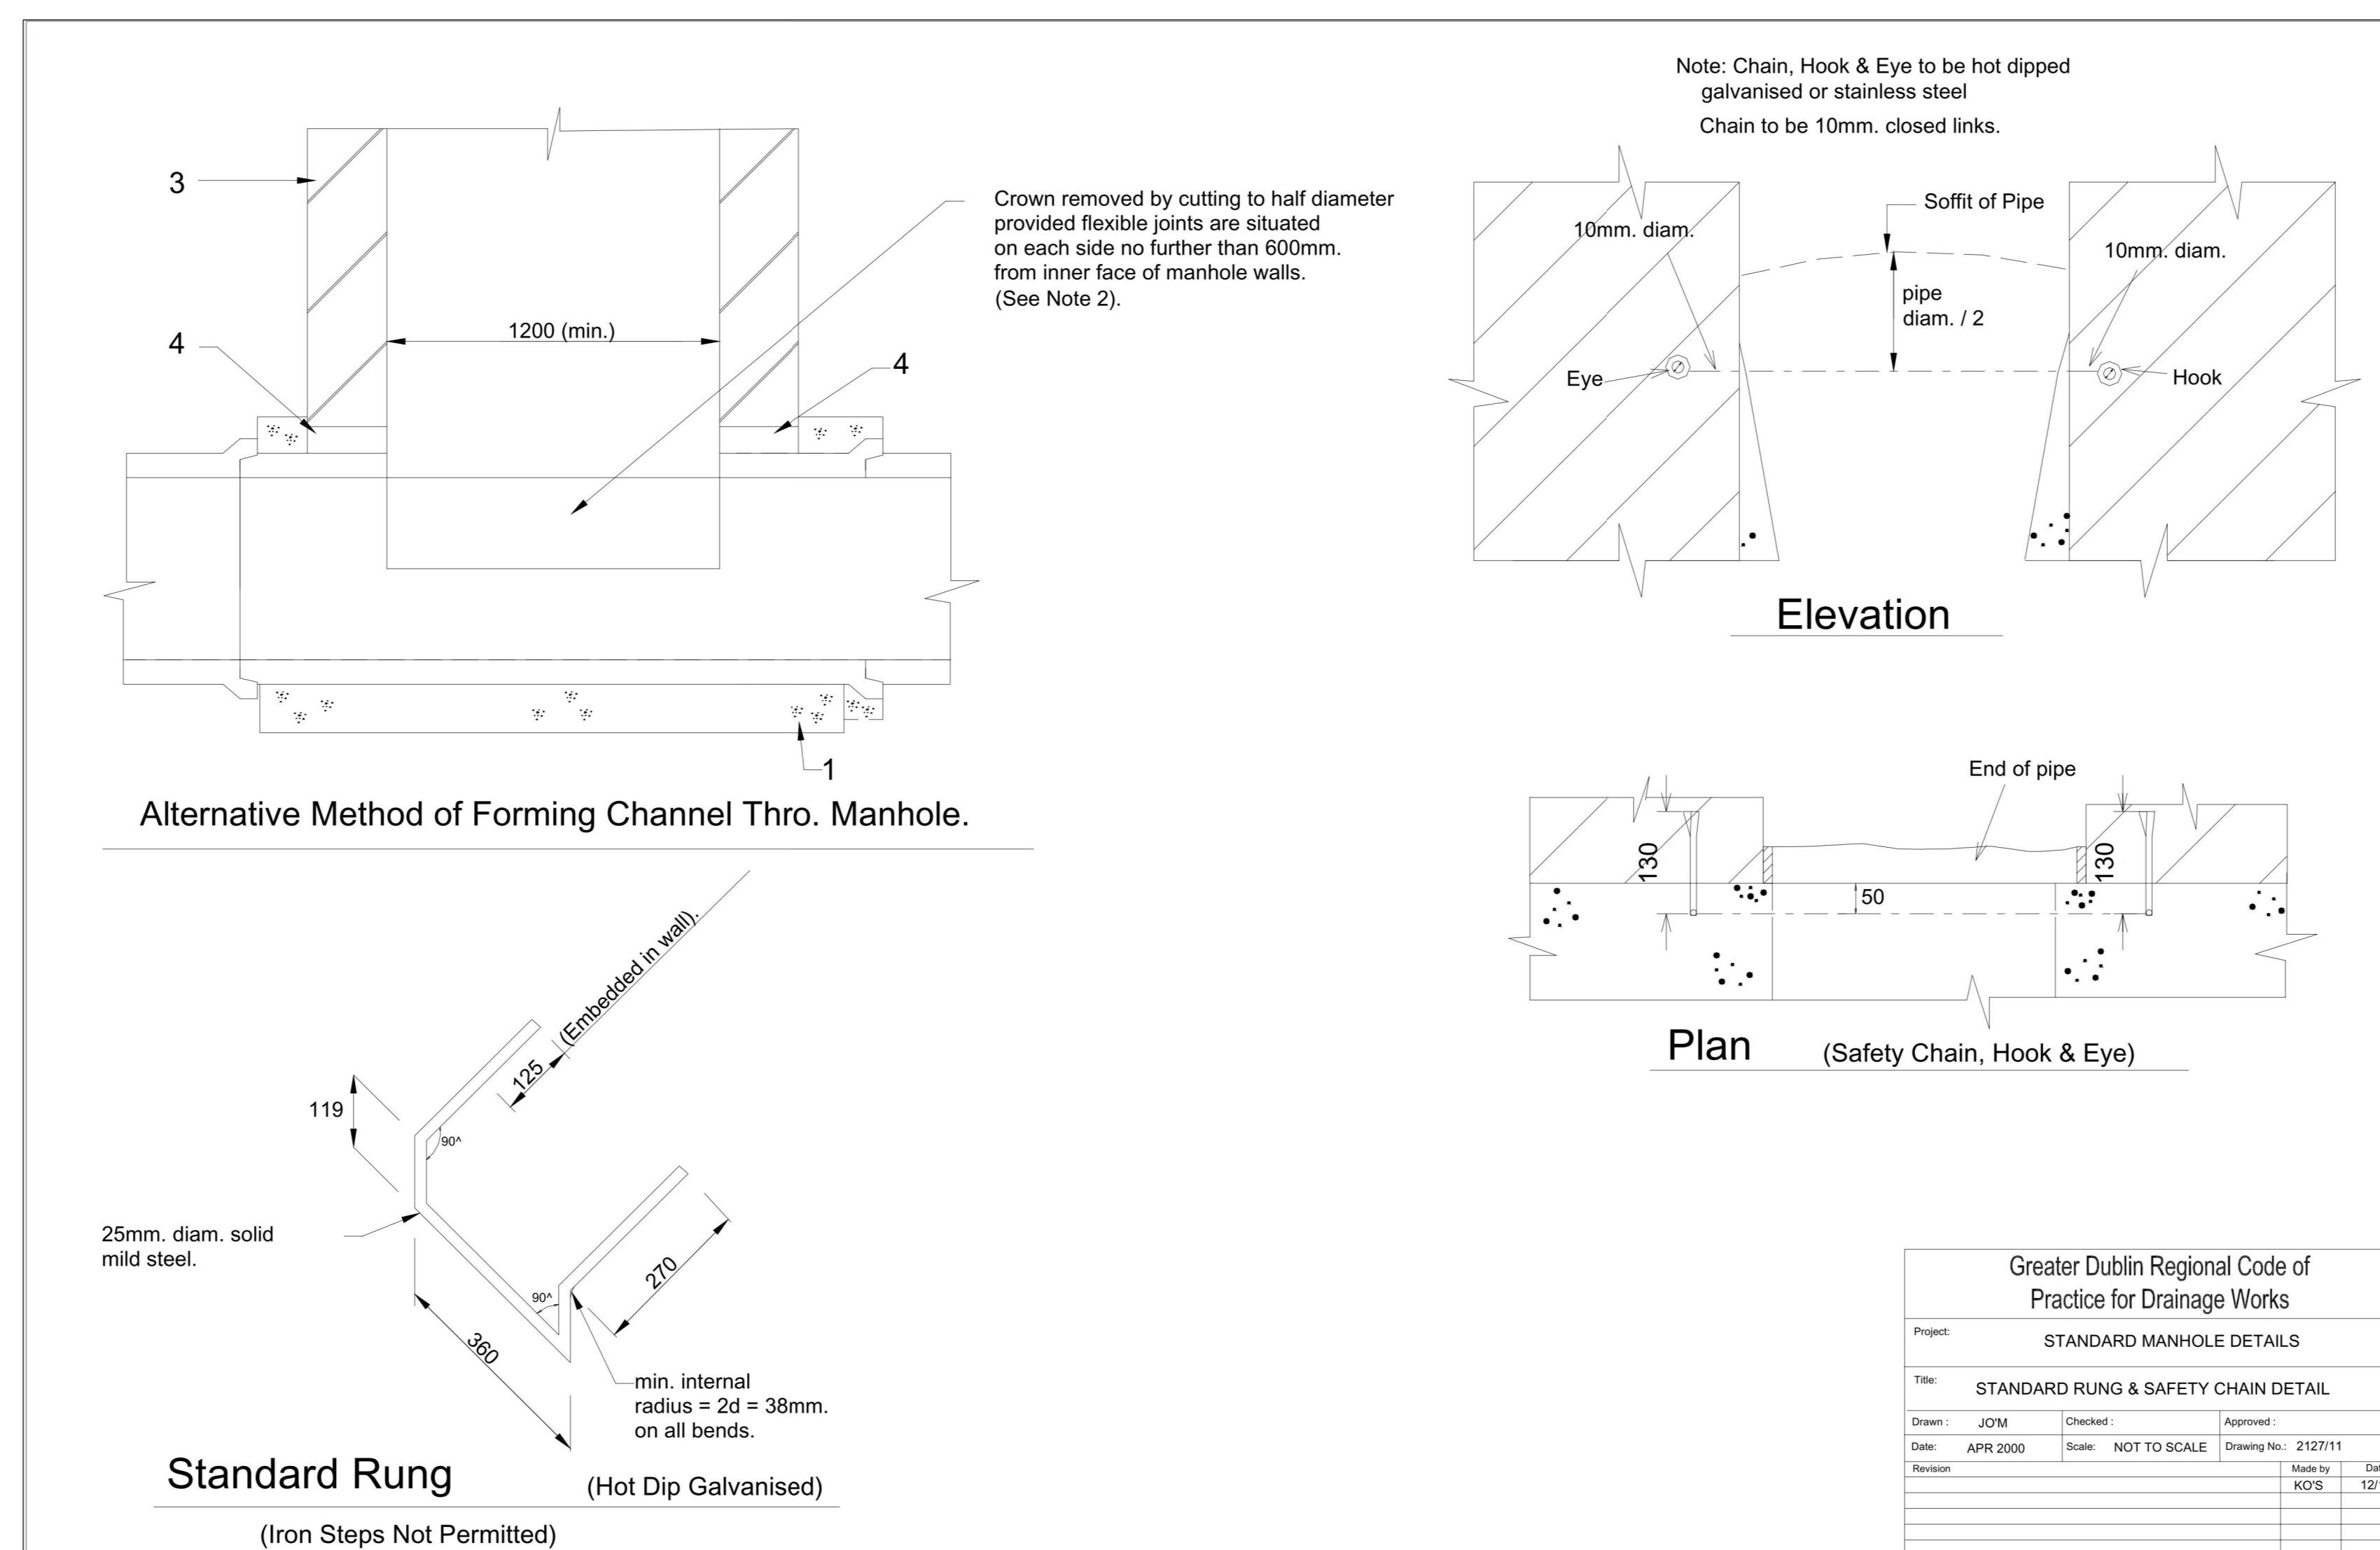 3
4
1200 (min.)
4
Crown removed by cutting to half diameter
provided flexible joints are situated
on each side no further than 600mm.
from inner face of manhole walls.
(See Note 2).
1
Alternative Method of Forming Channel Thro. Manhole.
Note: Chain, Hook & Eye to be hot dipped
galvanised or stainless steel
Chain to be 10mm. closed links.
Soffit of Pipe
10mm. diam.
10mm. diam.
pipe
diam. / 2
Eye
Hook
Elevation
End of pipe
130
130
50
Plan
(Safety Chain, Hook & Eye)
(Embedded in wall).
125
119
90^
25mm. diam. solid
mild steel.
270
90^
360
min. internal
radius = 2d = 38mm.
on all bends.
Standard Rung
(Hot Dip Galvanised)
(Iron Steps Not Permitted)
Greater Dublin Regional Code of
Practice for Drainage Works
Project: STANDARD MANHOLE DETAILS
Title: STANDARD RUNG & SAFETY CHAIN DETAIL
Drawn : JO'M Checked : Approved :
Date: APR 2000 Scale: NOT TO SCALE Drawing No.: 2127/11
Revision Made by
KO'S